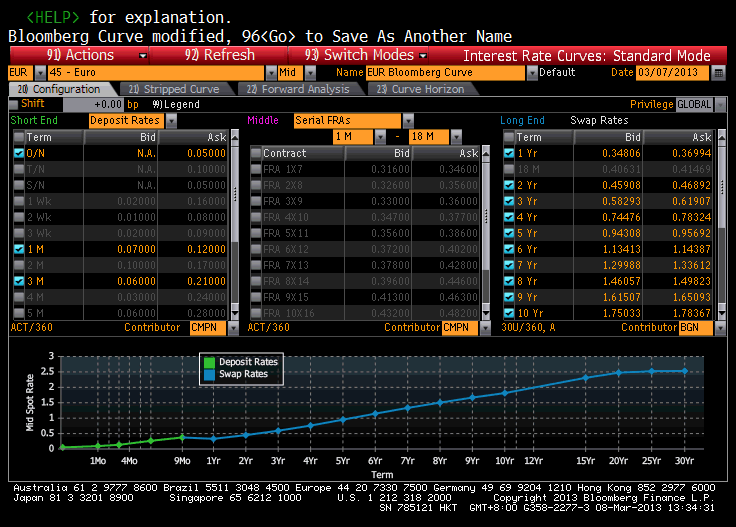 <HELP> for explanation.
Bloomberg Curve modified, 96<Go> to Save As Another Name
91) Actions 92) Refresh 93) Switch Modes Interest Rate Curves: Standard Mode
EUR 45 - Euro Mid Name EUR Bloomberg Curve Default Date 03/07/2013
20) Configuration 21) Stripped Curve 22) Forward Analysis 23) Curve Horizon
Shift +0.00 bp 99) Legend Privilege GLOBAL
Short End Deposit Rates Middle Serial FRAs Long End Swap Rates
1 M - 18 M
Term Bid Ask Contract Bid Ask Term Bid Ask
O/N N.A. 0.05000 FRA 1X7 0.31600 0.34600 1 Yr 0.34806 0.36994
T/N N.A. 0.10000 FRA 2X8 0.32600 0.35600 18 M 0.40631 0.41469
S/N N.A. 0.05000 FRA 3X9 0.33000 0.36000 2 Yr 0.45908 0.46892
1 Wk 0.02000 0.16000 FRA 4X10 0.34700 0.37700 3 Yr 0.58293 0.61907
2 Wk 0.01000 0.08000 FRA 5X11 0.35600 0.38600 4 Yr 0.74476 0.78324
3 Wk 0.02000 0.09000 FRA 6X12 0.37200 0.40200 5 Yr 0.94308 0.95692
1 M 0.07000 0.12000 FRA 7X13 0.37800 0.42800 6 Yr 1.13413 1.14387
2 M 0.10000 0.17000 FRA 8X14 0.39600 0.44600 7 Yr 1.29988 1.33612
3 M 0.06000 0.21000 FRA 9X15 0.41300 0.46300 8 Yr 1.46057 1.49823
4 M 0.03000 0.24000 FRA 10X16 0.43200 0.48200 9 Yr 1.61507 1.65093
5 M 0.06000 0.28000 10 Yr 1.75033 1.78367
ACT/360 Contributor CMPN ACT/360 Contributor CMPN 30U/360, A Contributor BGN
Deposit Rates
Swap Rates
Mid Spot Rate
3
2.5
2
1.5
1
0.5
0
1Mo 4Mo 9Mo 1Yr 2Yr 3Yr 4Yr 5Yr 6Yr 7Yr 8Yr 9Yr 10Yr 12Yr 15Yr 20Yr 25Yr 30Yr
Term
Australia 61 2 9777 8600 Brazil 5511 3048 4500 Europe 44 20 7330 7500 Germany 49 69 9204 1210 Hong Kong 852 2977 6000
Japan 81 3 3201 8900 Singapore 65 6212 1000 U.S. 1 212 318 2000 Copyright 2013 Bloomberg Finance L.P.
SN 785121 HKT GMT+8:00 G358-2277-3 08-Mar-2013 13:34:31